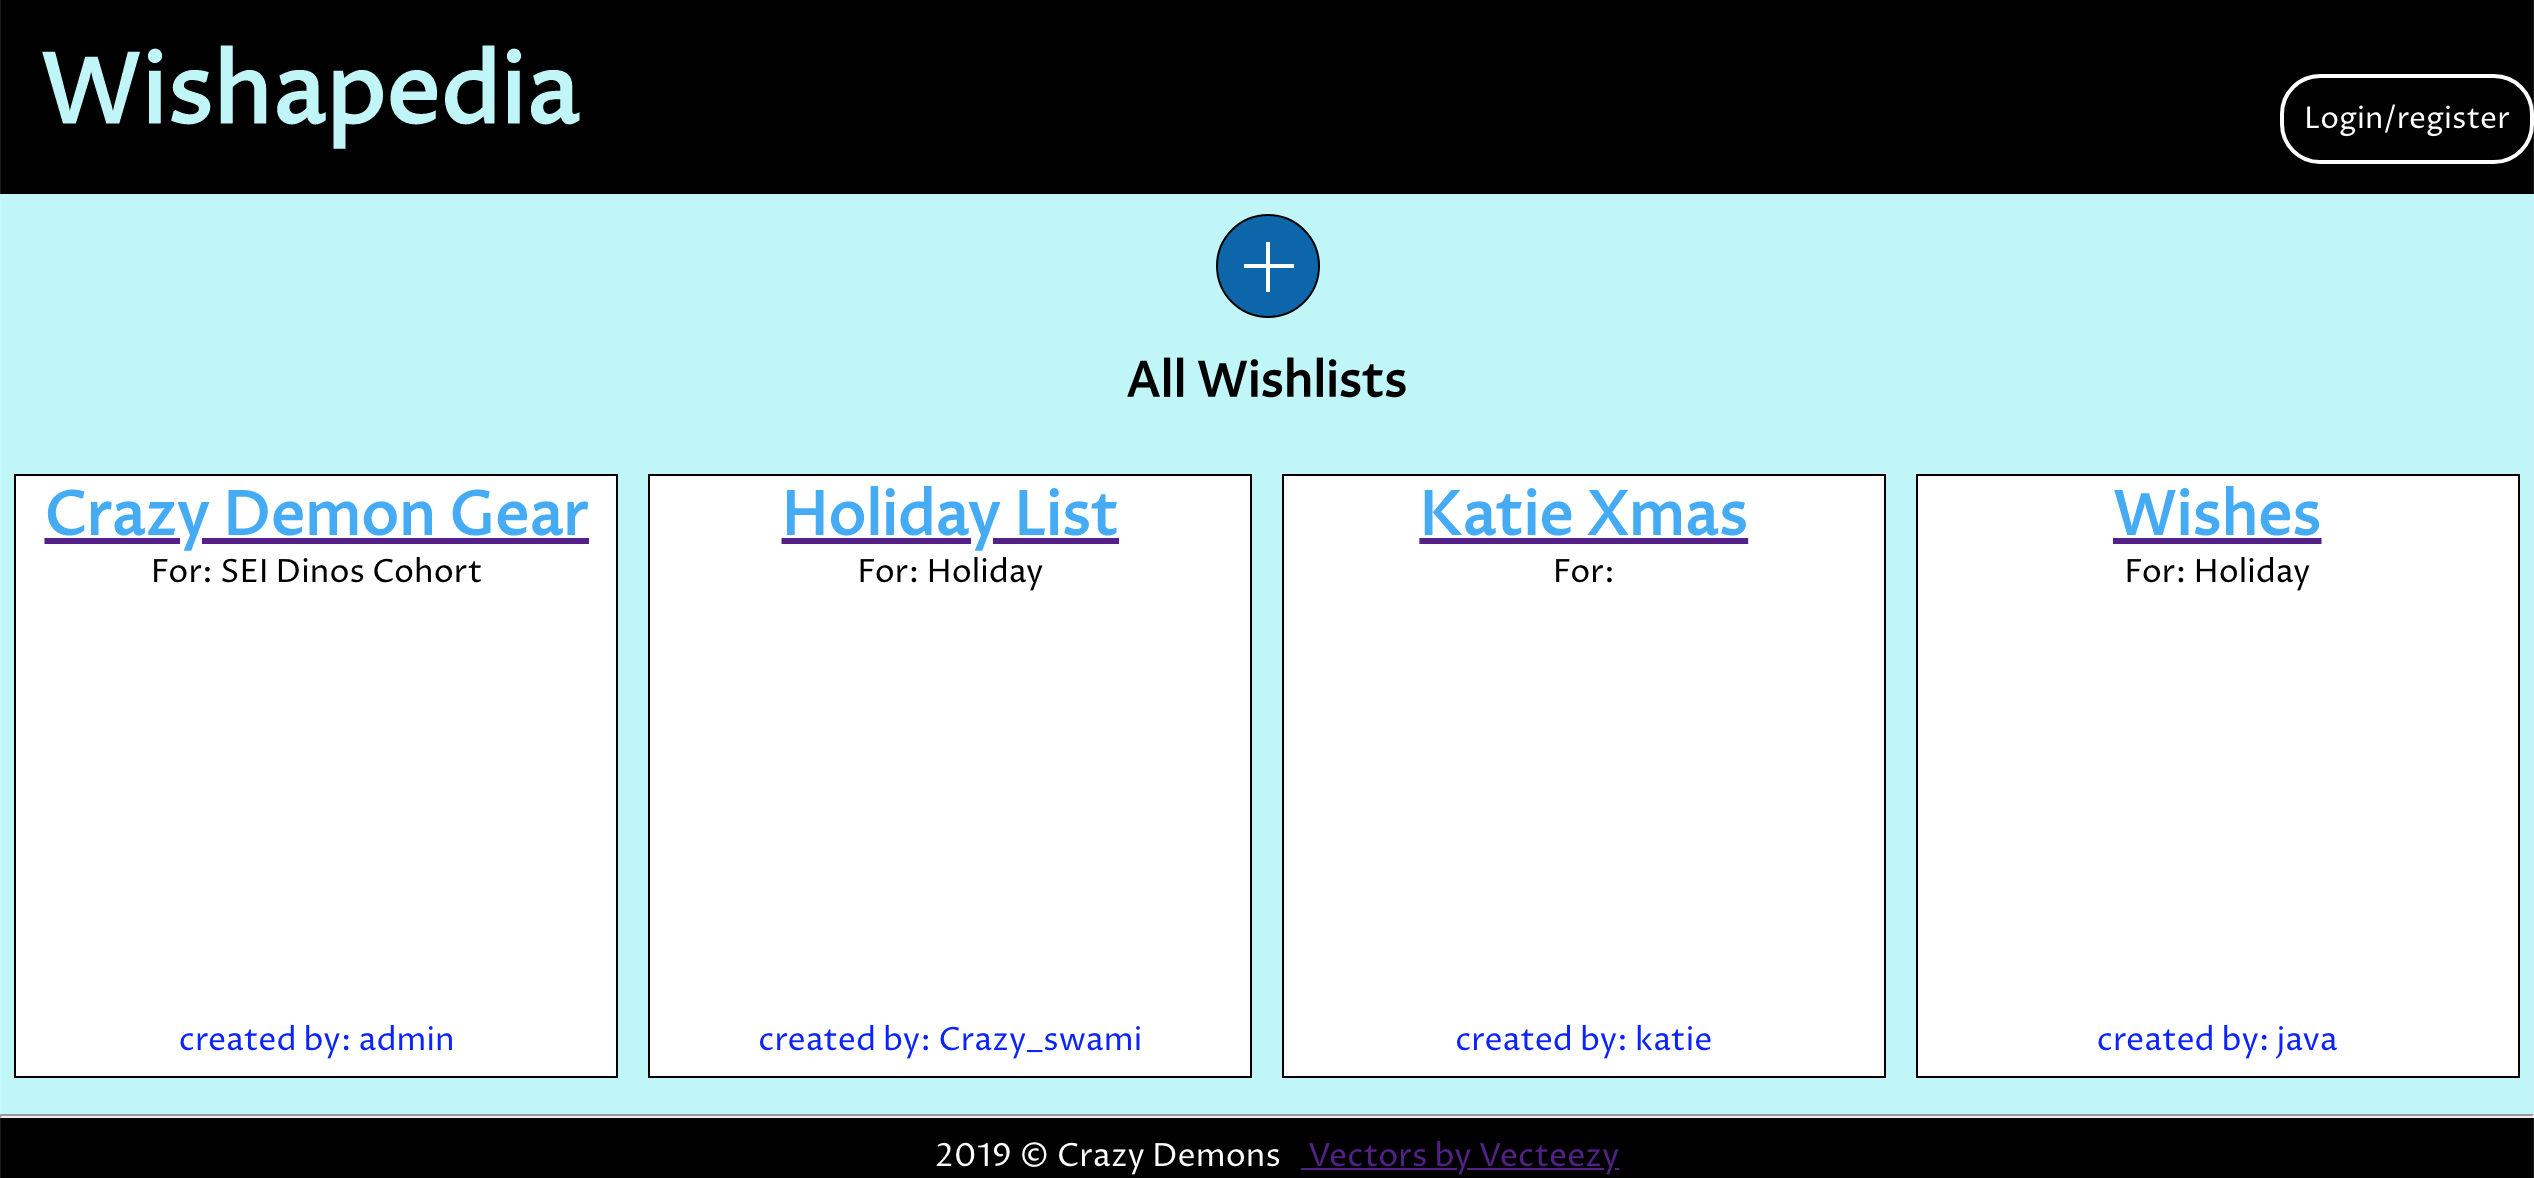 Wishapedia
Login/register
All Wishlists
Crazy Demon Gear
For: SEI Dinos Cohort
created by: admin
Holiday List
For: Holiday
created by: Crazy_swami
Katie Xmas
For:
created by: katie
Wishes
For: Holiday
created by: java
2019 © Crazy Demons Vectors by Vecteezy